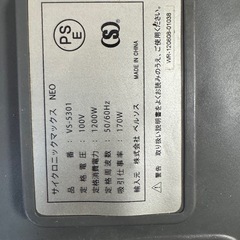 サイクロニックマックス NEO
品番：VS-5301
定格電圧：100V
定格消費電力：1200W
定格周波数：50/60Hz
吸引仕事率：170W
輸入元 株式会社 ベルソス
⚠警告 取り扱い説明書をよくお読みのうえ、ご使用ください。
PS
E
(S)
MADE IN CHINA
WR-120608-01038